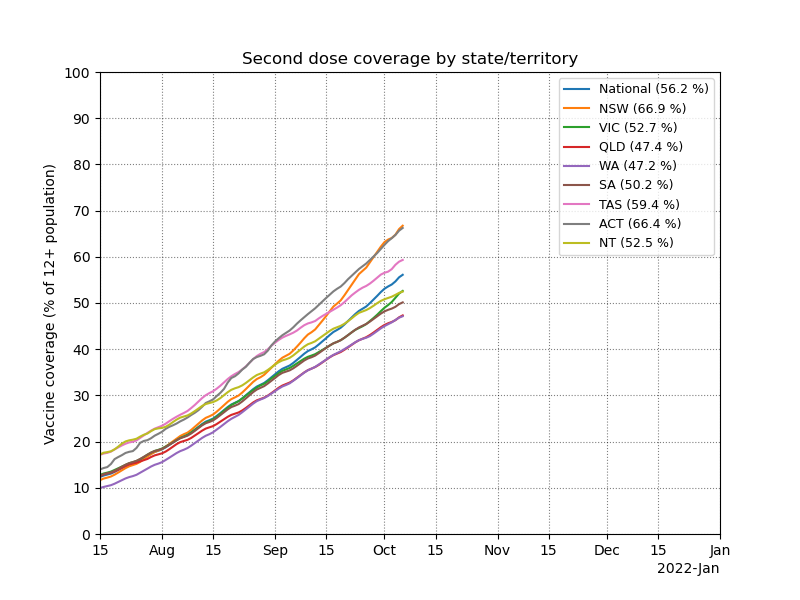 Second dose coverage by state/territory
Vaccine coverage (% of 12+ population)
100
90
80
70
60
50
40
30
20
10
0
National (56.2 %)
NSW (66.9 %)
VIC (52.7 %)
QLD (47.4 %)
WA (47.2 %)
SA (50.2 %)
TAS (59.4 %)
ACT (66.4 %)
NT (52.5 %)
15 Aug 15 Sep 15 Oct 15 Nov 15 Dec 15 Jan
2022-Jan